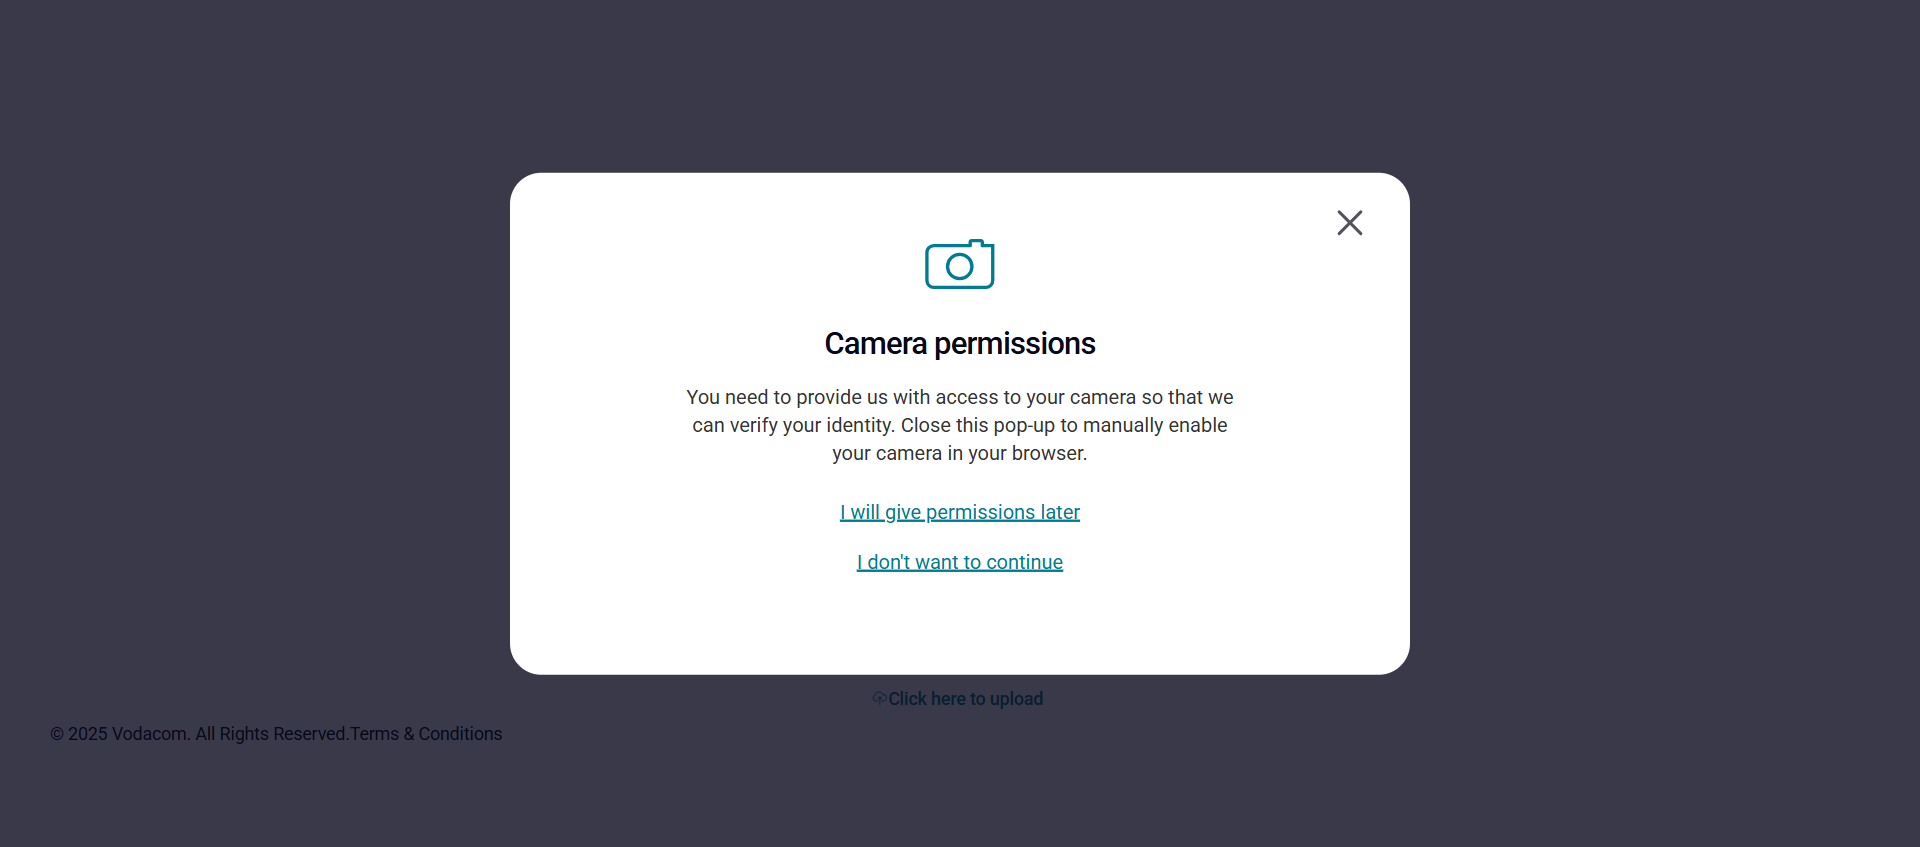 Camera permissions
You need to provide us with access to your camera so that we
can verify your identity. Close this pop-up to manually enable
your camera in your browser.
I will give permissions later
I don't want to continue
Click here to upload
© 2025 Vodacom. All Rights Reserved.Terms & Conditions